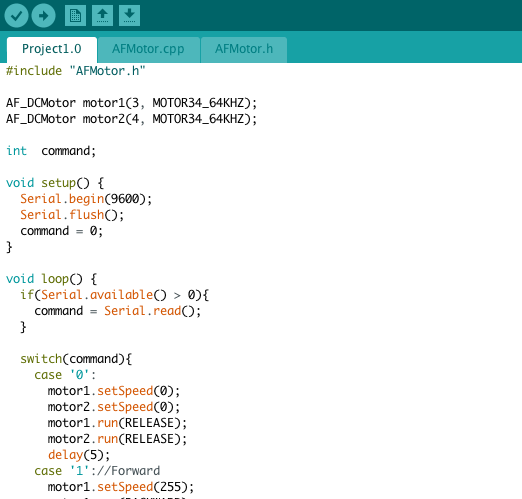 Project1.0 AFMotor.cpp AFMotor.h
#include "AFMotor.h"

AF_DCMotor motor1(3, MOTOR34_64KHZ);
AF_DCMotor motor2(4, MOTOR34_64KHZ);

int  command;

void setup() {
  Serial.begin(9600);
  Serial.flush();
  command = 0;
}

void loop() {
  if(Serial.available() > 0){
    command = Serial.read();
  }

  switch(command){
    case '0':
      motor1.setSpeed(0);
      motor2.setSpeed(0);
      motor1.run(RELEASE);
      motor2.run(RELEASE);
      delay(5);
    case '1'://Forward
      motor1.setSpeed(255);